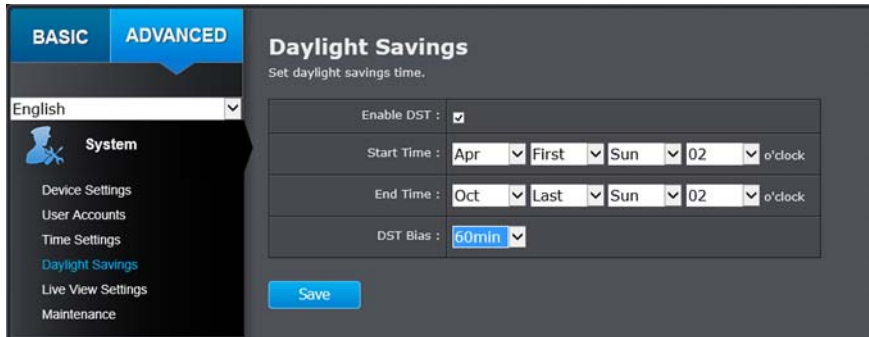 BASIC ADVANCED
English
System
Device Settings
User Accounts
Time Settings
Daylight Savings
Live View Settings
Maintenance
Daylight Savings
Set daylight savings time.
Enable DST :
Start Time : Apr First Sun 02 o'clock
End Time : Oct Last Sun 02 o'clock
DST Bias : 60min
Save